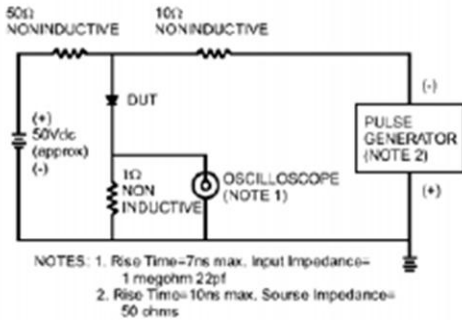 50Ω
NONINDUCTIVE
10Ω
NONINDUCTIVE
(+)
50Vdc
(approx)
(-)
DUT
1Ω
NON
INDUCTIVE
OSCILLOSCOPE
(NOTE 1)
(-)
PULSE
GENERATOR
(NOTE 2)
(+)
NOTES: 1. Rise Time=7ns max. Input Impedance=
1 megohm 22pf
2. Rise Time=10ns max. Sourse Impedance=
50 ohms